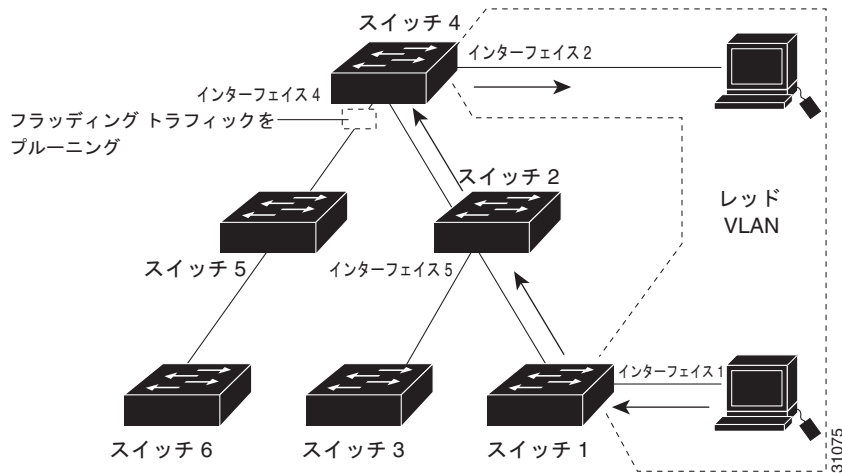 スイッチ 4
インターフェイス 2
インターフェイス 4
フラッディング トラフィックを
プルーニング
スイッチ 2
レッド
VLAN
スイッチ 5
インターフェイス 5
インターフェイス 1
スイッチ 6
スイッチ 3
スイッチ 1
31075